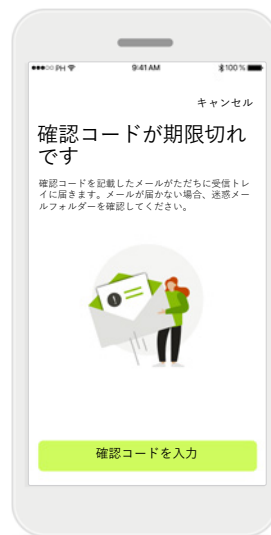 PH 9:41 AM 100 %
キャンセル
確認コードが期限切れ
です
確認コードを記載したメールがただちに受信トレ
イに届きます。メールが届かない場合、迷惑メー
ルフォルダーを確認してください。
確認コードを入力